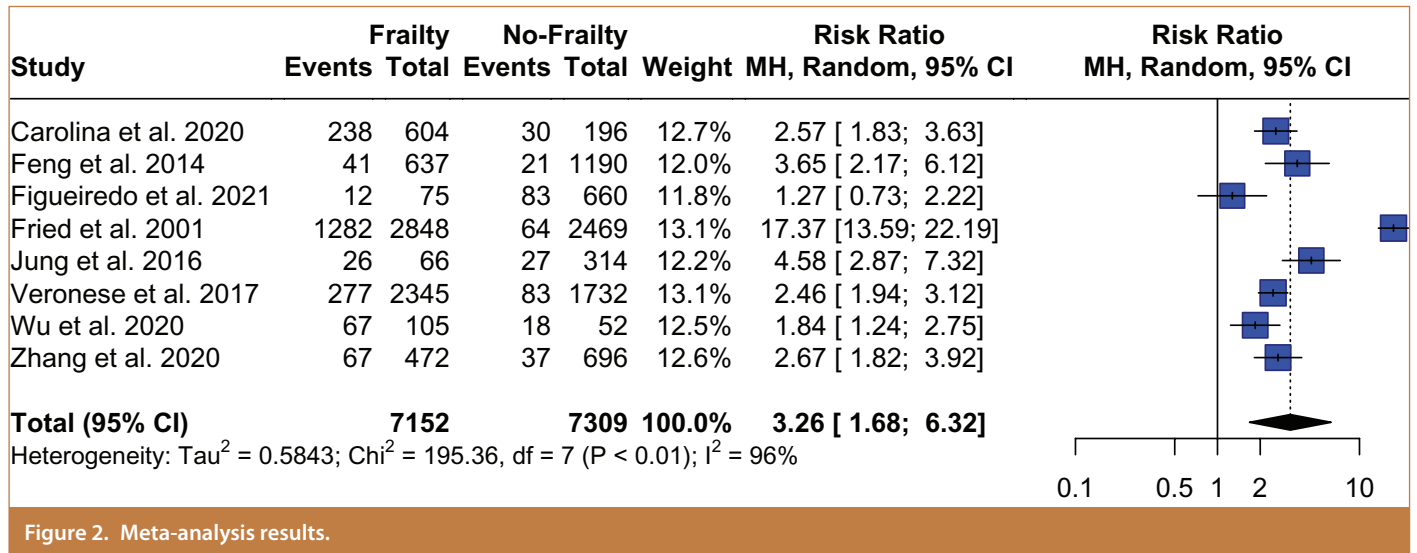 Frailty No-Frailty Risk Ratio Risk Ratio
Study Events Total Events Total Weight MH, Random, 95% CI MH, Random, 95% CI
Carolina et al. 2020 238 604 30 196 12.7% 2.57 [ 1.83; 3.63]
Feng et al. 2014 41 637 21 1190 12.0% 3.65 [ 2.17; 6.12]
Figueiredo et al. 2021 12 75 83 660 11.8% 1.27 [ 0.73; 2.22]
Fried et al. 2001 1282 2848 64 2469 13.1% 17.37 [13.59; 22.19]
Jung et al. 2016 26 66 27 314 12.2% 4.58 [ 2.87; 7.32]
Veronese et al. 2017 277 2345 83 1732 13.1% 2.46 [ 1.94; 3.12]
Wu et al. 2020 67 105 18 52 12.5% 1.84 [ 1.24; 2.75]
Zhang et al. 2020 67 472 37 696 12.6% 2.67 [ 1.82; 3.92]
Total (95% CI) 7152 7309 100.0% 3.26 [ 1.68; 6.32]
Heterogeneity: Tau² = 0.5843; Chi² = 195.36, df = 7 (P < 0.01); I² = 96%
0.1 0.5 1 2 10
Figure 2. Meta-analysis results.